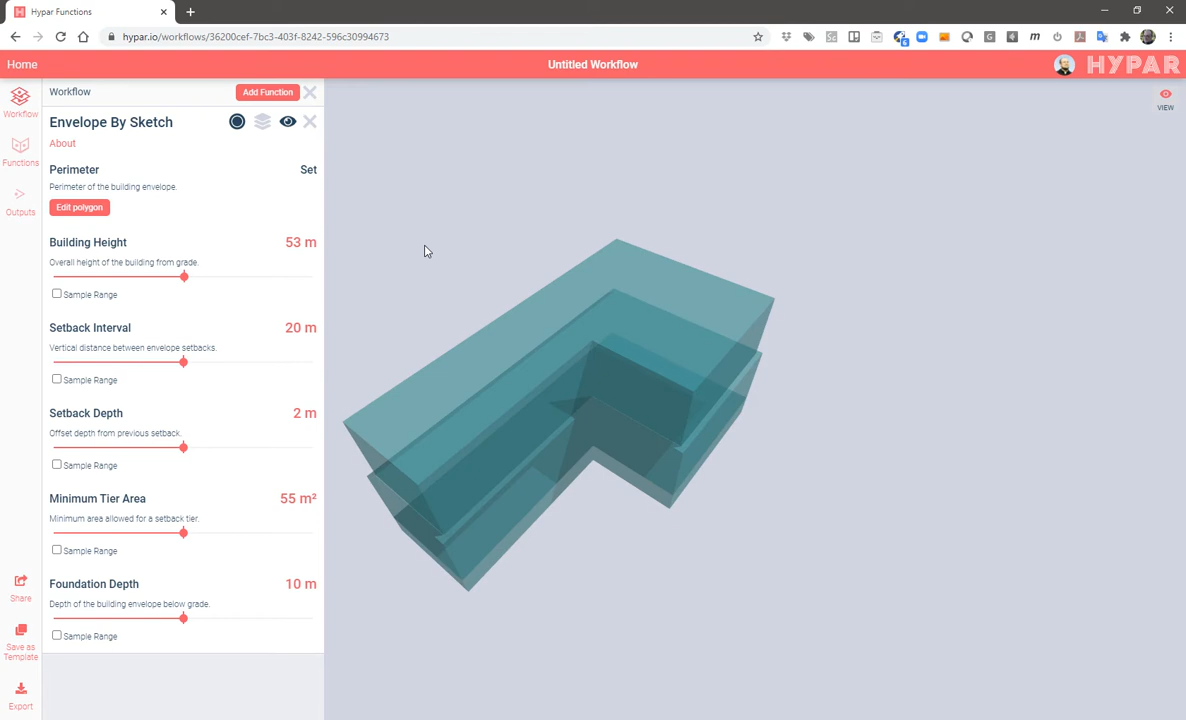 Hypar Functions
hypar.io/workflows/36200cef-7bc3-403f-8242-596c30994673
Home
Untitled Workflow
HYPAR
Workflow
Add Function
VIEW
Workflow
Envelope By Sketch
About
Functions
Perimeter
Set
Perimeter of the building envelope.
Edit polygon
Outputs
Building Height
53 m
Overall height of the building from grade.
Sample Range
Setback Interval
20 m
Vertical distance between envelope setbacks.
Sample Range
Setback Depth
2 m
Offset depth from previous setback.
Sample Range
Minimum Tier Area
55 m²
Minimum area allowed for a setback tier.
Sample Range
Foundation Depth
10 m
Depth of the building envelope below grade.
Sample Range
Share
Save as
Template
Export